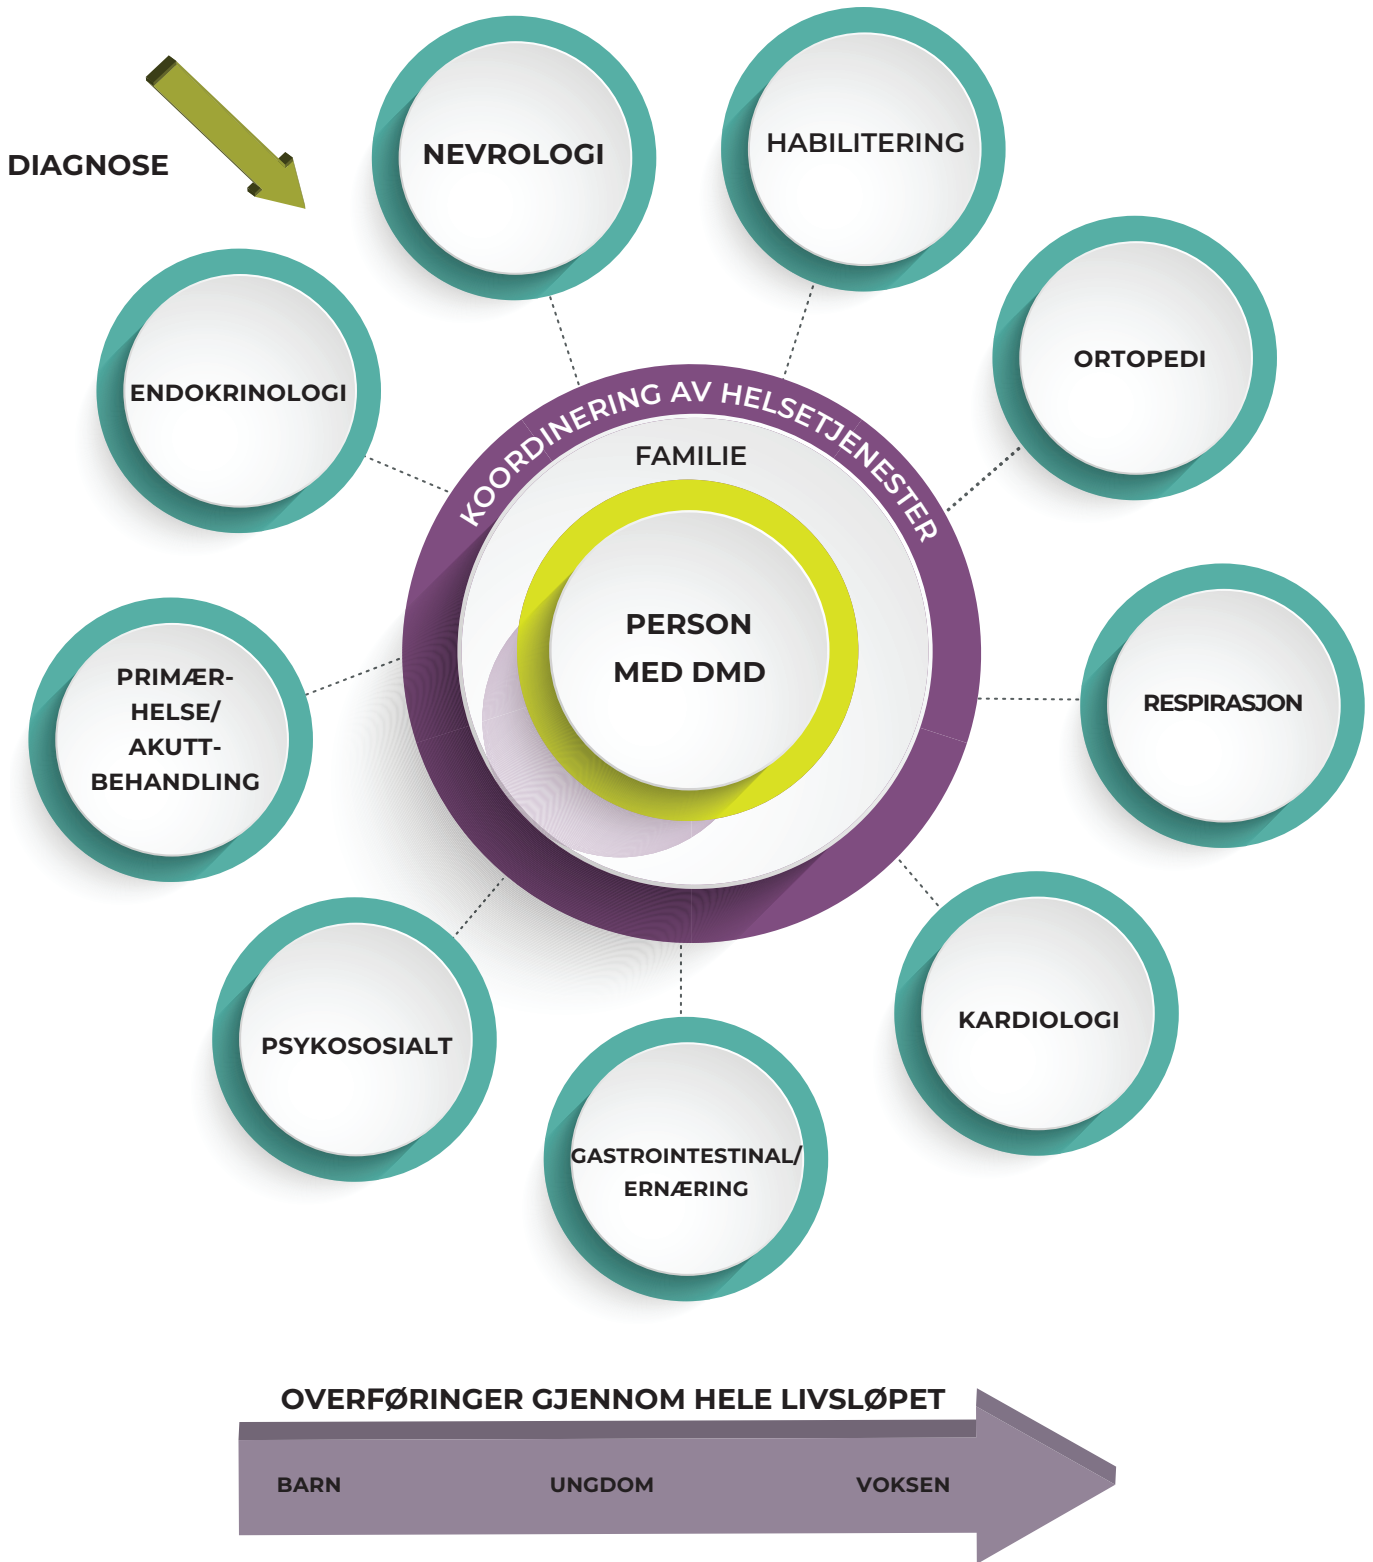 DIAGNOSE
NEVROLOGI
HABILITERING
ORTOPEDI
ENDOKRINOLOGI
KOORDINERING AV HELSETJENESTER
FAMILIE
PERSON
MED DMD
PRIMÆR-
HELSE/
AKUTT-
BEHANDLING
RESPIRASJON
KARDIOLOGI
PSYKOSOSIALT
GASTROINTESTINAL/
ERNÆRING
OVERFØRINGER GJENNOM HELE LIVSLØPET
BARN UNGDOM VOKSEN